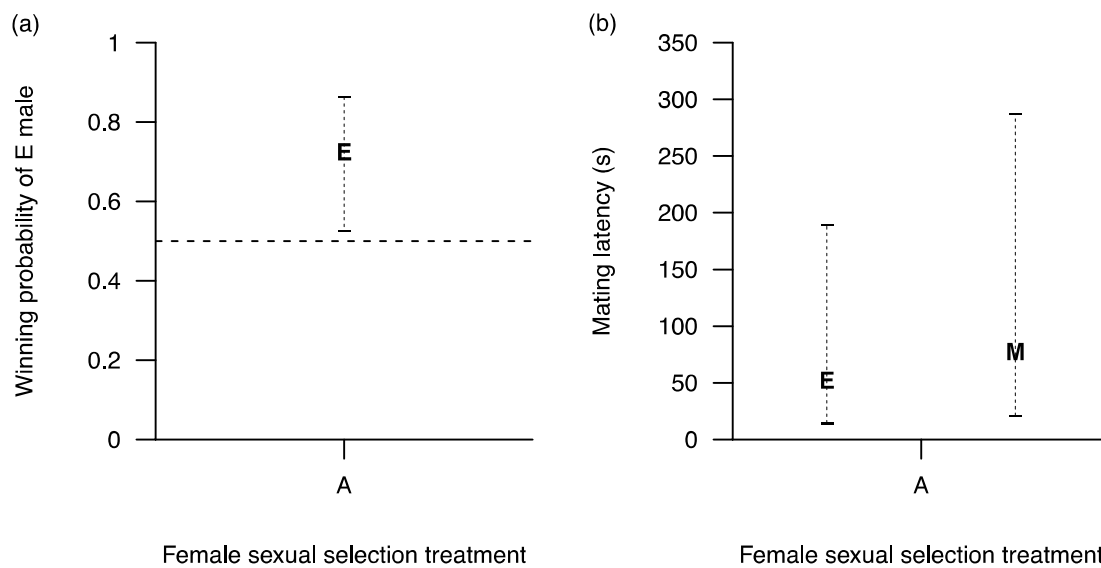 (a)
Winning probability of E male
1
0.8
0.6
0.4
0.2
0
E
A
Female sexual selection treatment
(b)
Mating latency (s)
350
300
250
200
150
100
50
0
E
M
A
Female sexual selection treatment